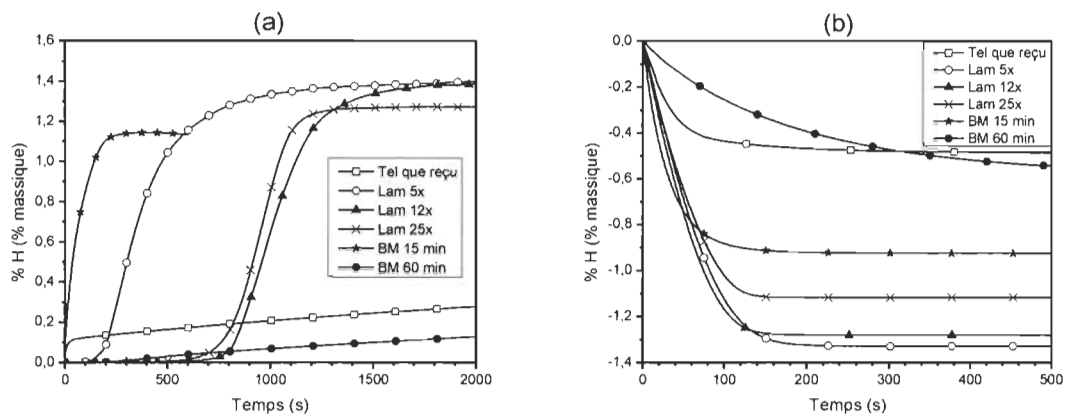 (a)
1,6
1,4
1,2
1,0
0,8
0,6
0,4
0,2
0,0
% H (% massique)
0
500
1000
1500
2000
Temps (s)
Tel que reçu
Lam 5x
Lam 12x
Lam 25x
BM 15 min
BM 60 min
(b)
0,0
-0,2
-0,4
-0,6
-0,8
-1,0
-1,2
-1,4
% H (% massique)
0
100
200
300
400
500
Temps (s)
Tel que reçu
Lam 5x
Lam 12x
Lam 25x
BM 15 min
BM 60 min